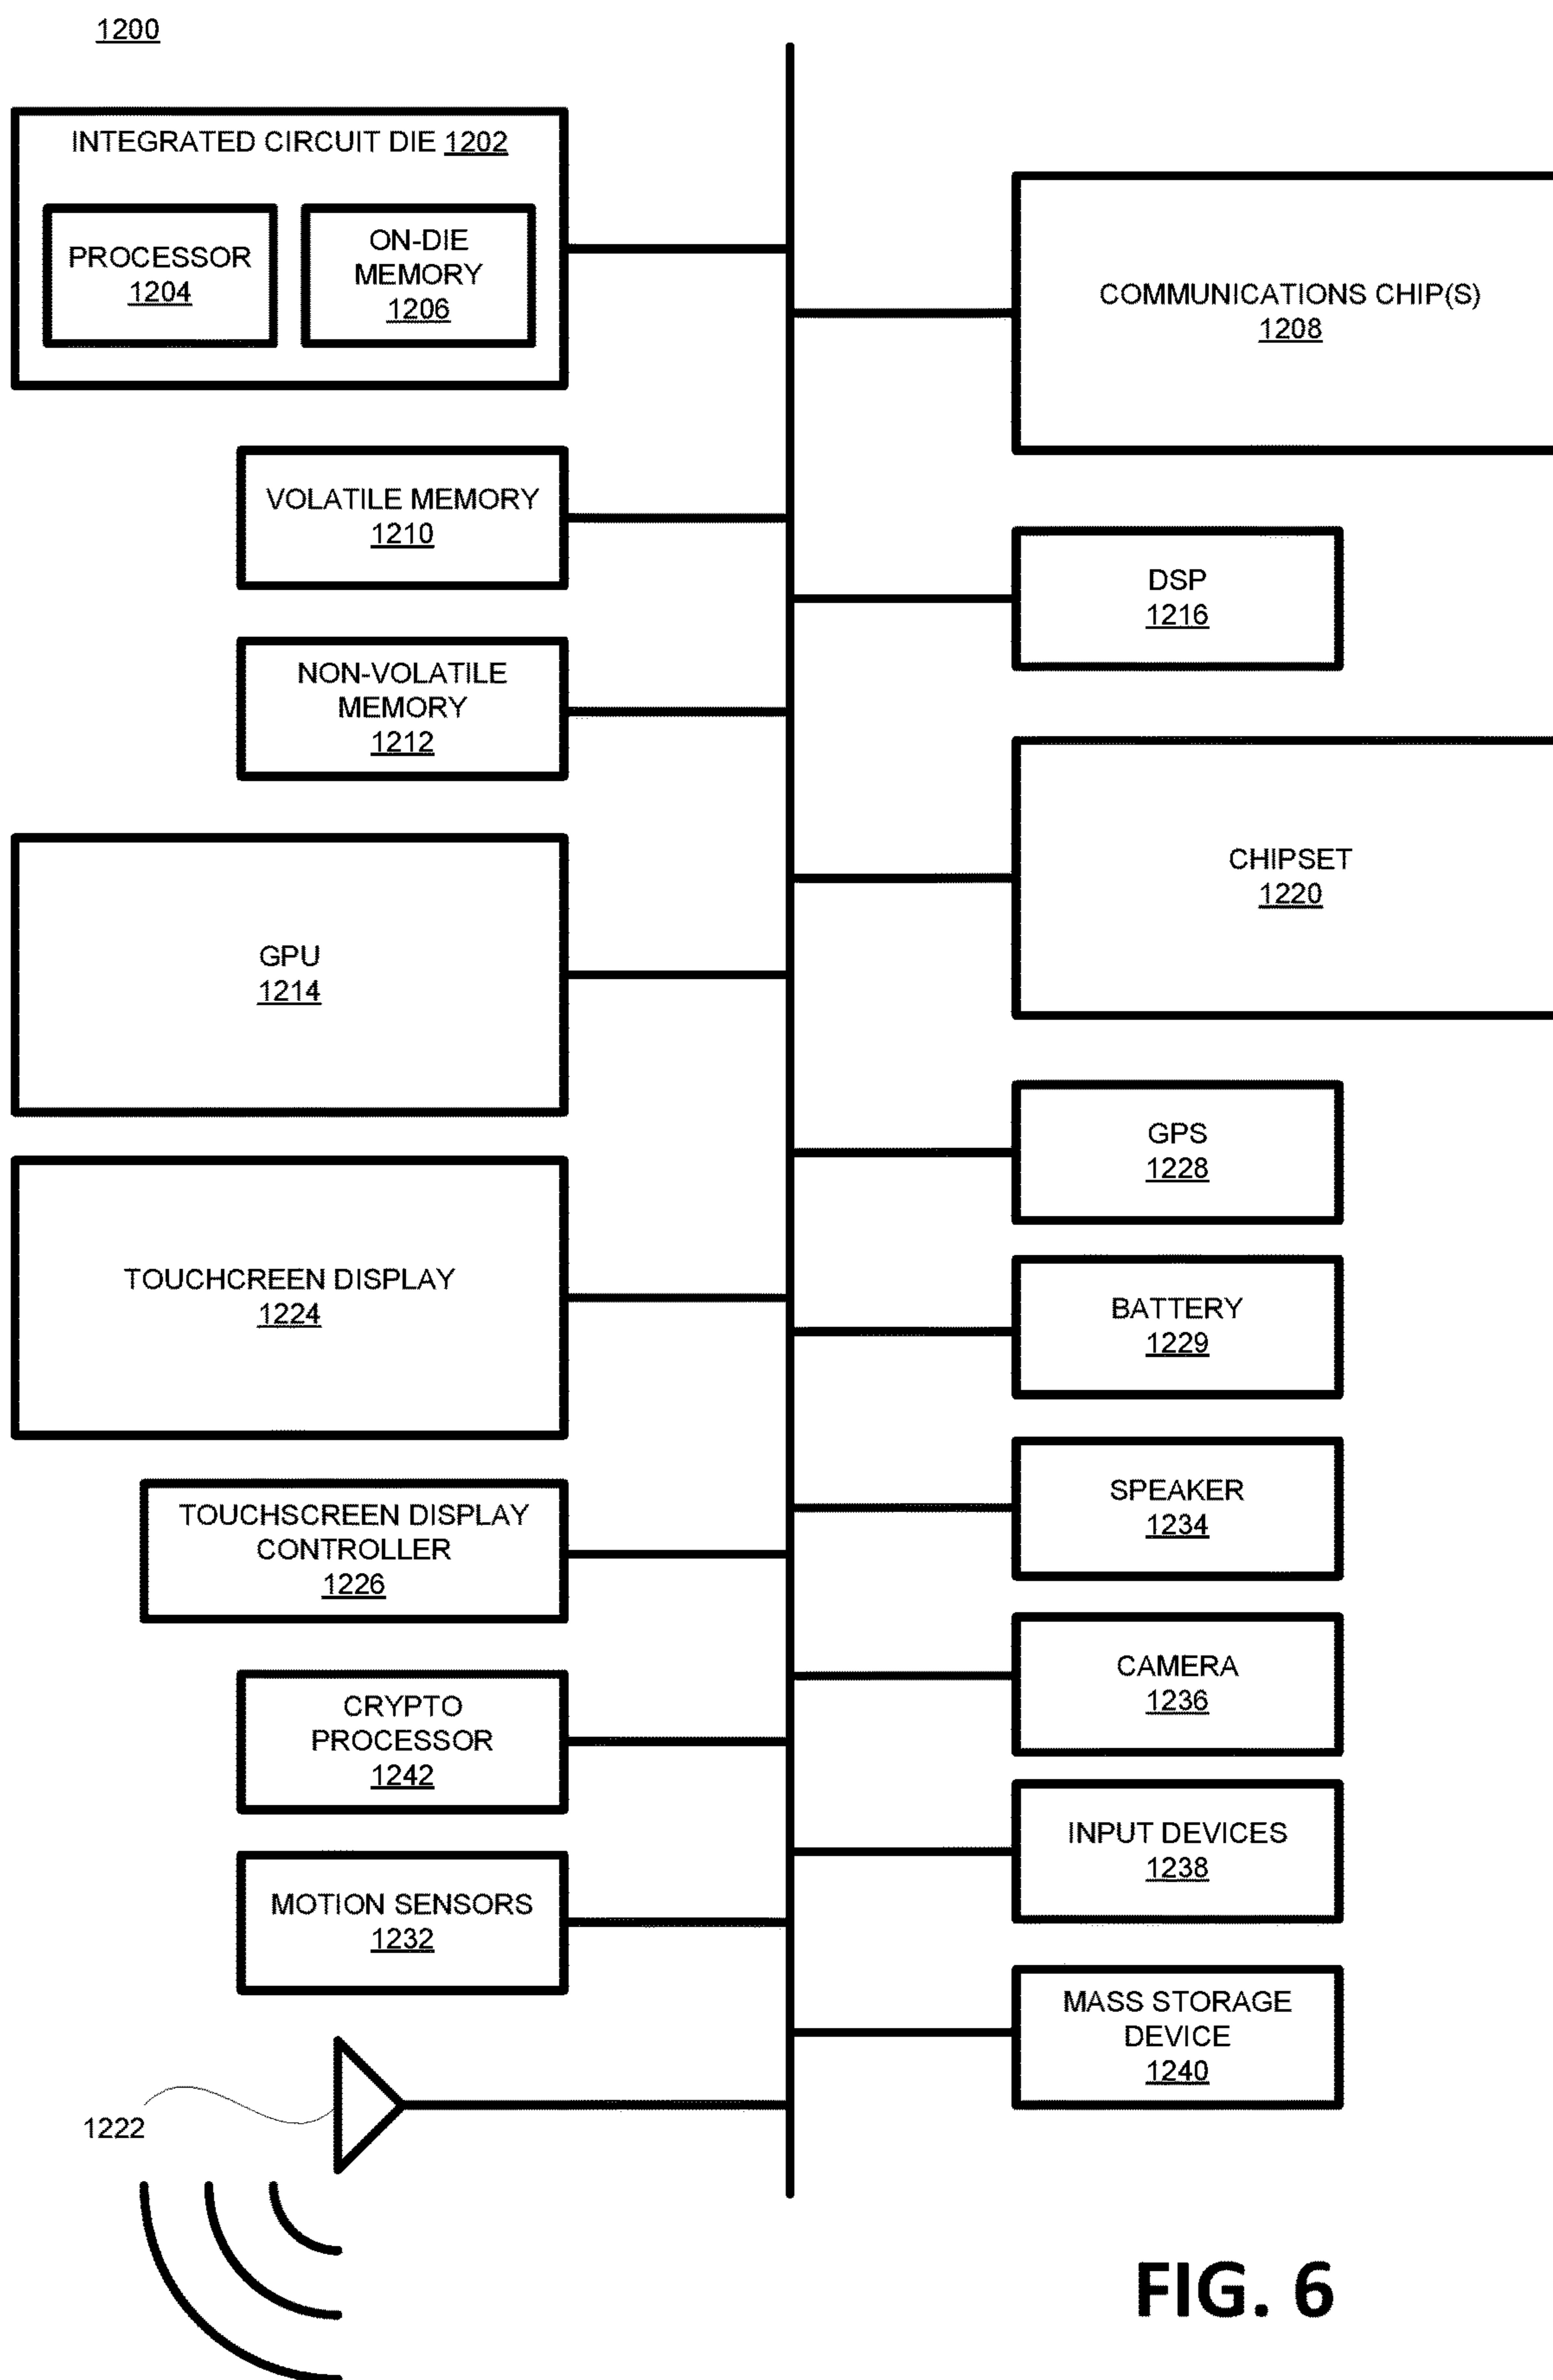 1200
INTEGRATED CIRCUIT DIE 1202
PROCESSOR
1204
ON-DIE
MEMORY
1206
COMMUNICATIONS CHIP(S)
1208
VOLATILE MEMORY
1210
DSP
1216
NON-VOLATILE
MEMORY
1212
CHIPSET
1220
GPU
1214
GPS
1228
TOUCHCREEN DISPLAY
1224
BATTERY
1229
SPEAKER
1234
TOUCHSCREEN DISPLAY
CONTROLLER
1226
CAMERA
1236
CRYPTO
PROCESSOR
1242
INPUT DEVICES
1238
MOTION SENSORS
1232
MASS STORAGE
DEVICE
1240
1222
FIG. 6